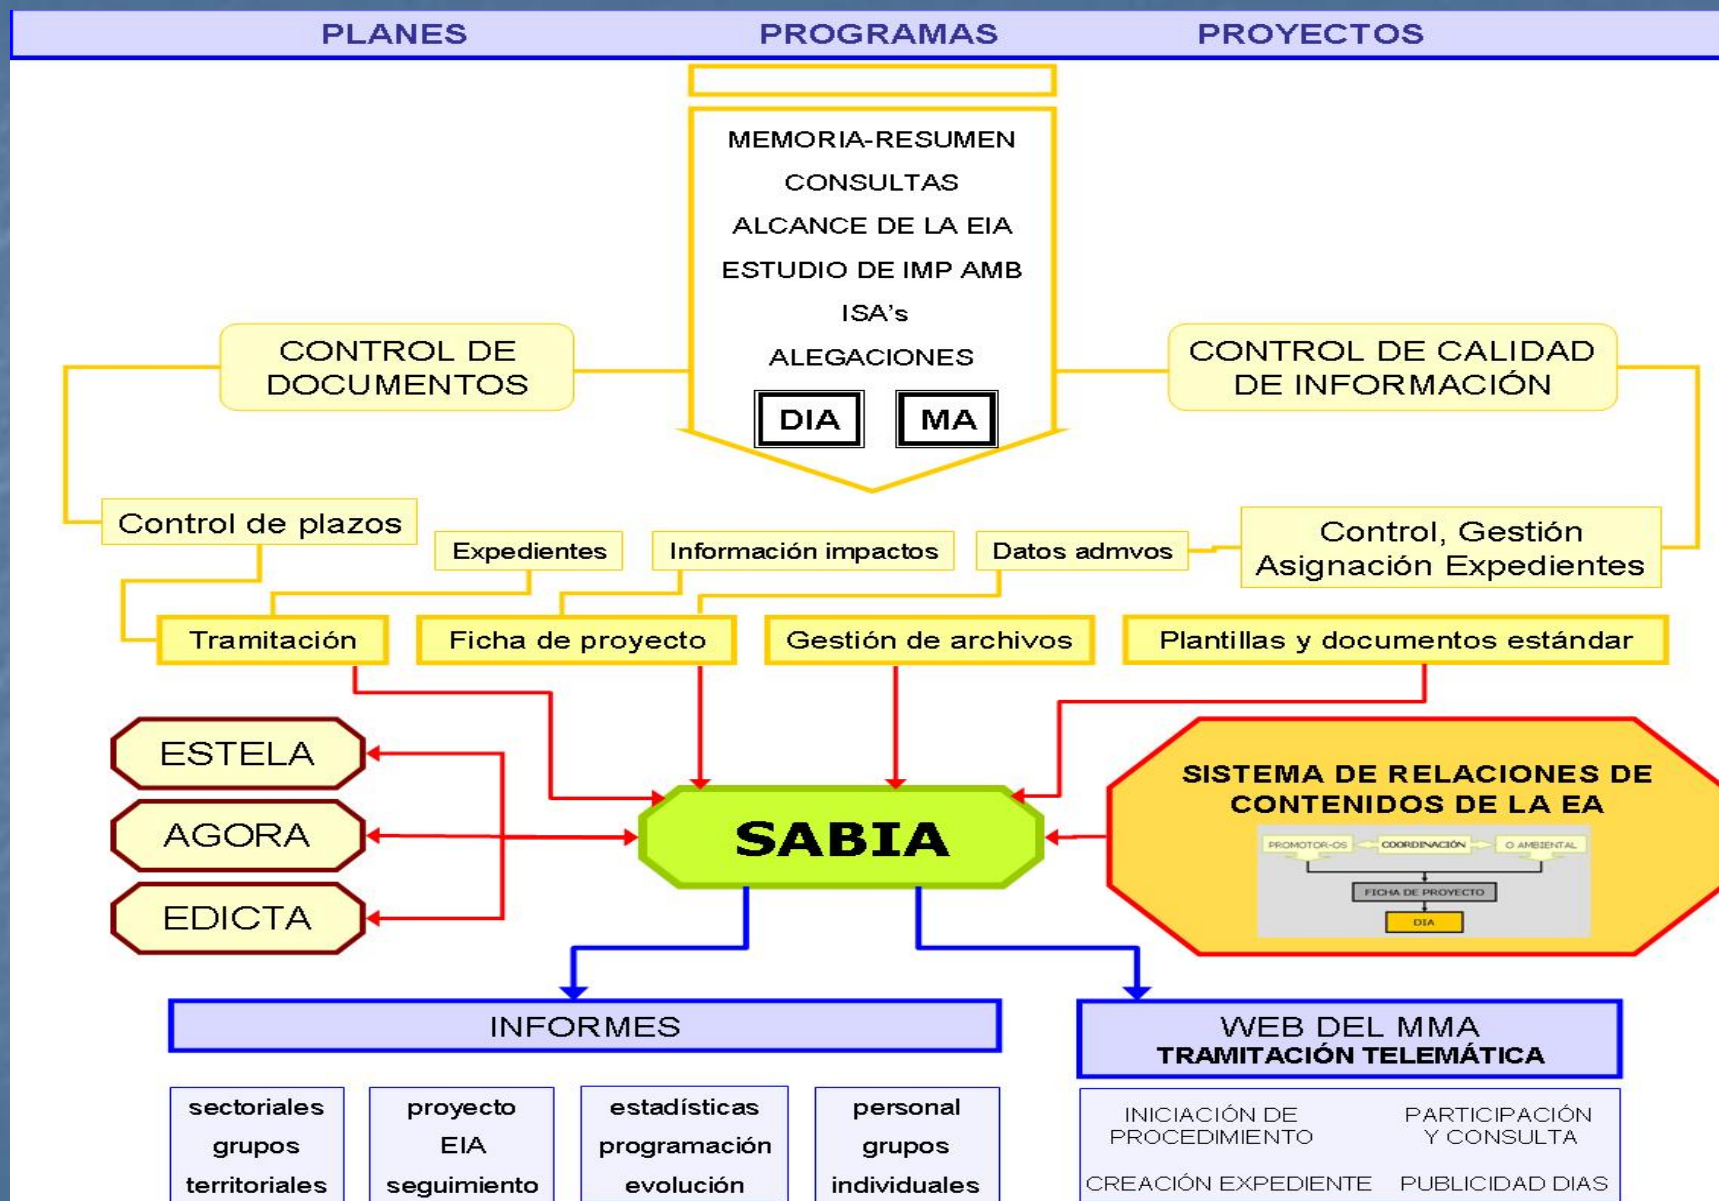 PLANES PROGRAMAS PROYECTOS
MEMORIA-RESUMEN
CONSULTAS
ALCANCE DE LA EIA
ESTUDIO DE IMP AMB
ISA's
ALEGACIONES
DIA MA
CONTROL DE
DOCUMENTOS
CONTROL DE CALIDAD
DE INFORMACIÓN
Control de plazos
Expedientes
Información impactos
Datos admvos
Control, Gestión
Asignación Expedientes
Tramitación
Ficha de proyecto
Gestión de archivos
Plantillas y documentos estándar
ESTELA
AGORA
EDICTA
SABIA
SISTEMA DE RELACIONES DE
CONTENIDOS DE LA EA
PROMOTOR-OS COORDINACIÓN O AMBIENTAL
FICHA DE PROYECTO
DIA
INFORMES
WEB DEL MMA
TRAMITACIÓN TELEMÁTICA
sectoriales
grupos
territoriales
proyecto
EIA
seguimiento
estadísticas
programación
evolución
personal
grupos
individuales
INICIACIÓN DE
PROCEDIMIENTO
PARTICIPACIÓN
Y CONSULTA
CREACIÓN EXPEDIENTE
PUBLICIDAD DIAS